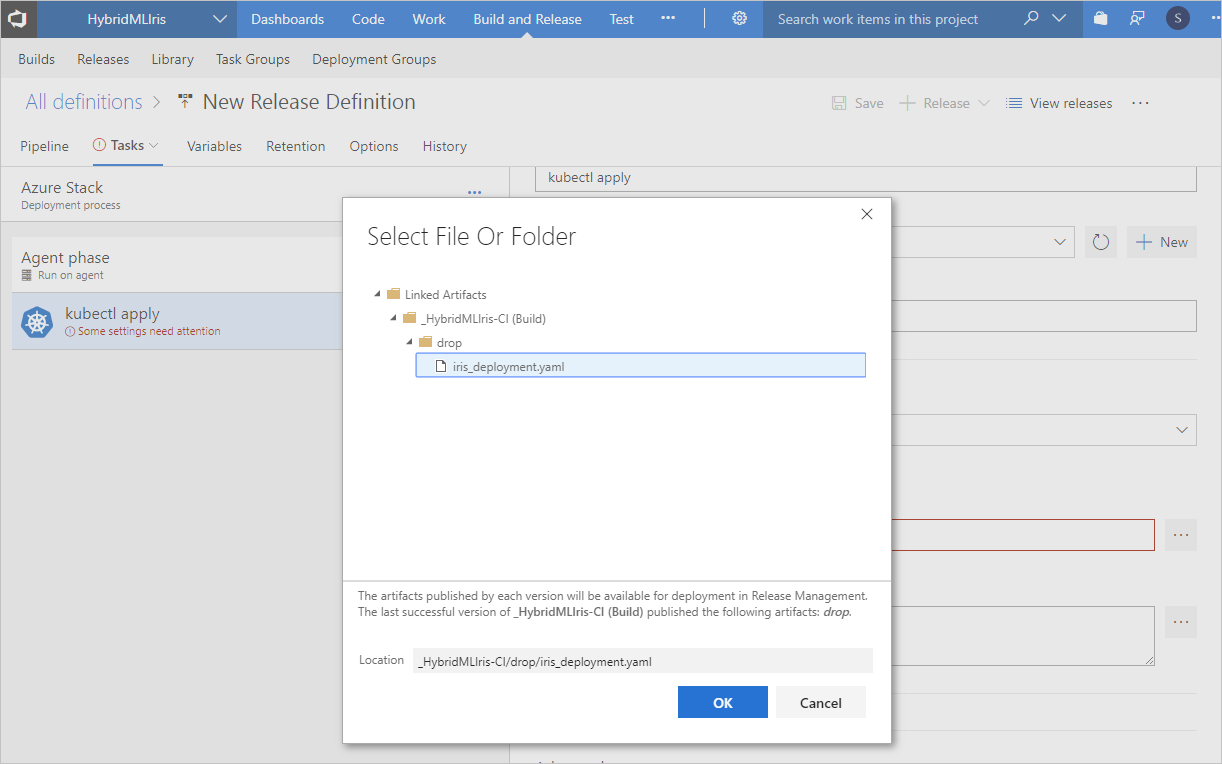 HybridMLIris Dashboards Code Work Build and Release Test ··· Search work items in this project S
Builds Releases Library Task Groups Deployment Groups
All definitions > New Release Definition Save + Release View releases ···
Pipeline Tasks Variables Retention Options History
Azure Stack ···
Deployment process
kubectl apply
Agent phase
Run on agent
+ New
kubectl apply
Some settings need attention
Select File Or Folder
Linked Artifacts
_HybridMLIris-CI (Build)
drop
iris_deployment.yaml
The artifacts published by each version will be available for deployment in Release Management.
The last successful version of _HybridMLIris-CI (Build) published the following artifacts: drop.
Location _HybridMLIris-CI/drop/iris_deployment.yaml
OK Cancel